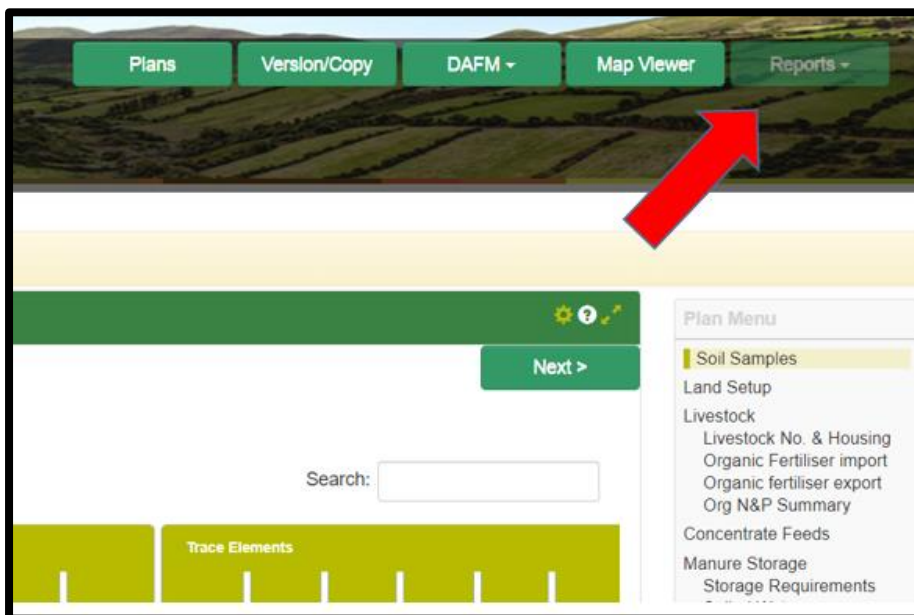 Plans Version/Copy DAFM Map Viewer Reports
?
Next >
Search:
Trace Elements
Plan Menu
Soil Samples
Land Setup
Livestock
Livestock No. & Housing
Organic Fertiliser import
Organic fertiliser export
Org N&P Summary
Concentrate Feeds
Manure Storage
Storage Requirements